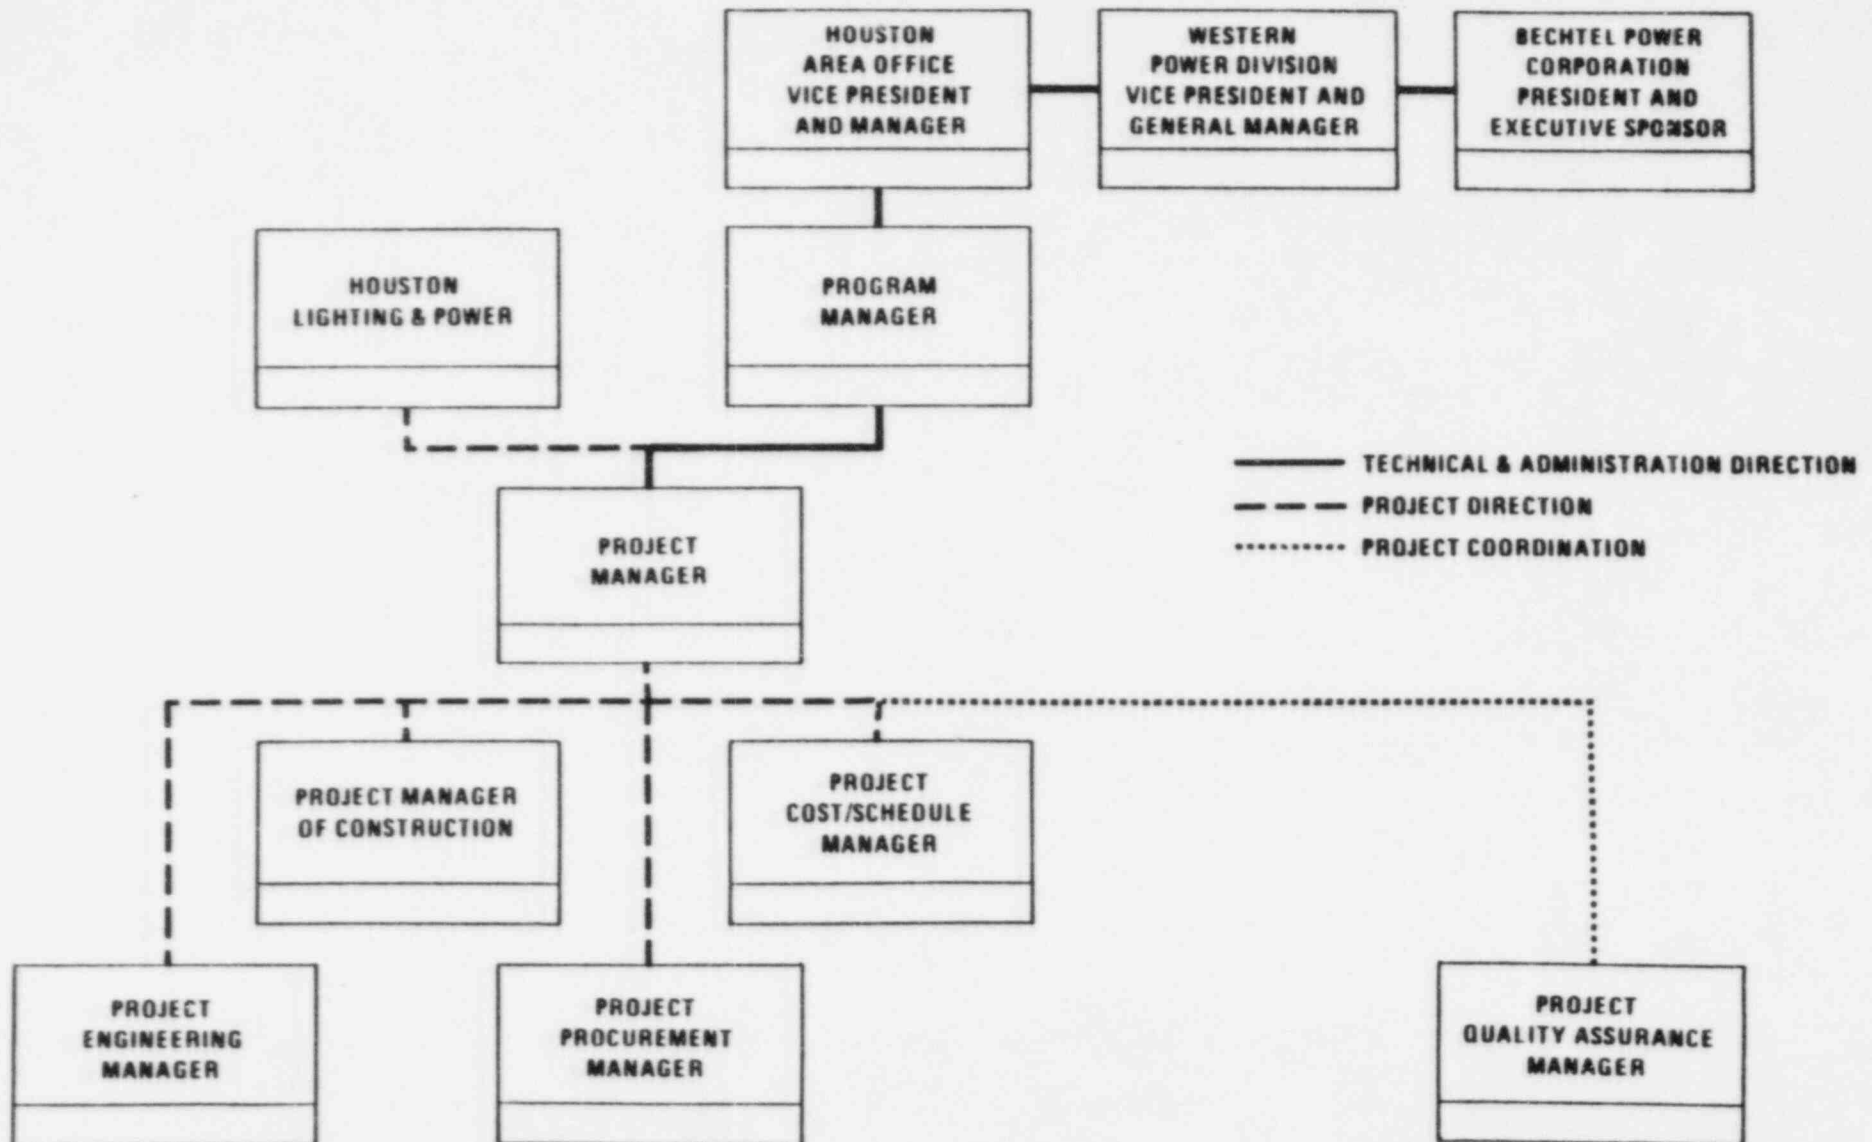 HOUSTON
AREA OFFICE
VICE PRESIDENT
AND MANAGER
WESTERN
POWER DIVISION
VICE PRESIDENT AND
GENERAL MANAGER
BECHTEL POWER
CORPORATION
PRESIDENT AND
EXECUTIVE SPONSOR
HOUSTON
LIGHTING & POWER
PROGRAM
MANAGER
TECHNICAL & ADMINISTRATION DIRECTION
PROJECT DIRECTION
PROJECT COORDINATION
PROJECT
MANAGER
PROJECT MANAGER
OF CONSTRUCTION
PROJECT
COST/SCHEDULE
MANAGER
PROJECT
ENGINEERING
MANAGER
PROJECT
PROCUREMENT
MANAGER
PROJECT
QUALITY ASSURANCE
MANAGER